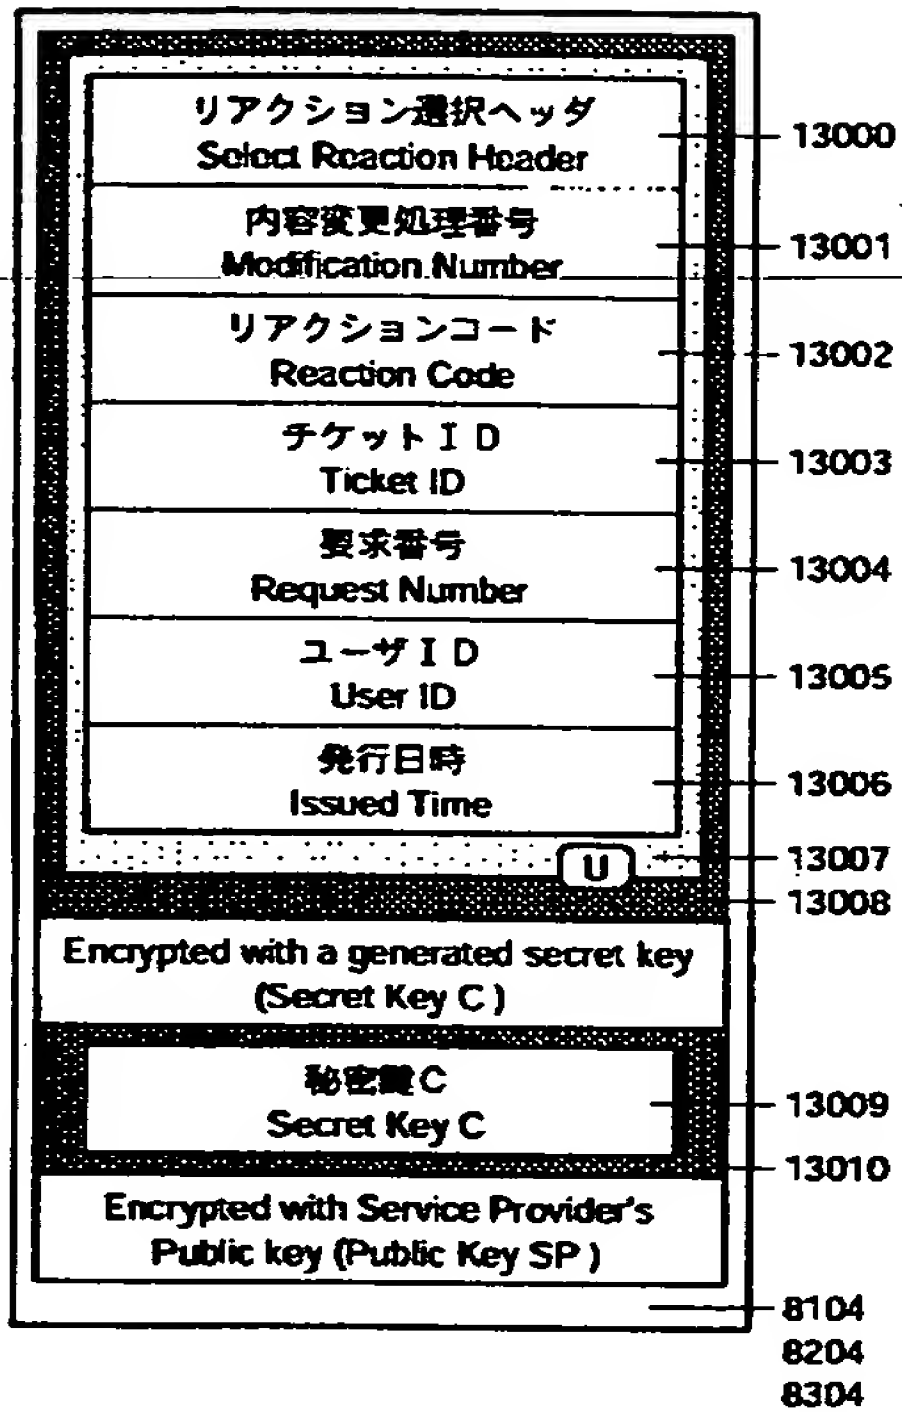 リアクション選択ヘッダ
Select Reaction Header
13000
内容変更処理番号
Modification Number
13001
リアクションコード
Reaction Code
13002
チケットID
Ticket ID
13003
要求番号
Request Number
13004
ユーザID
User ID
13005
発行日時
Issued Time
13006
U
13007
13008
Encrypted with a generated secret key
(Secret Key C )
秘密鍵C
Secret Key C
13009
13010
Encrypted with Service Provider's
Public key (Public Key SP )
8104
8204
8304